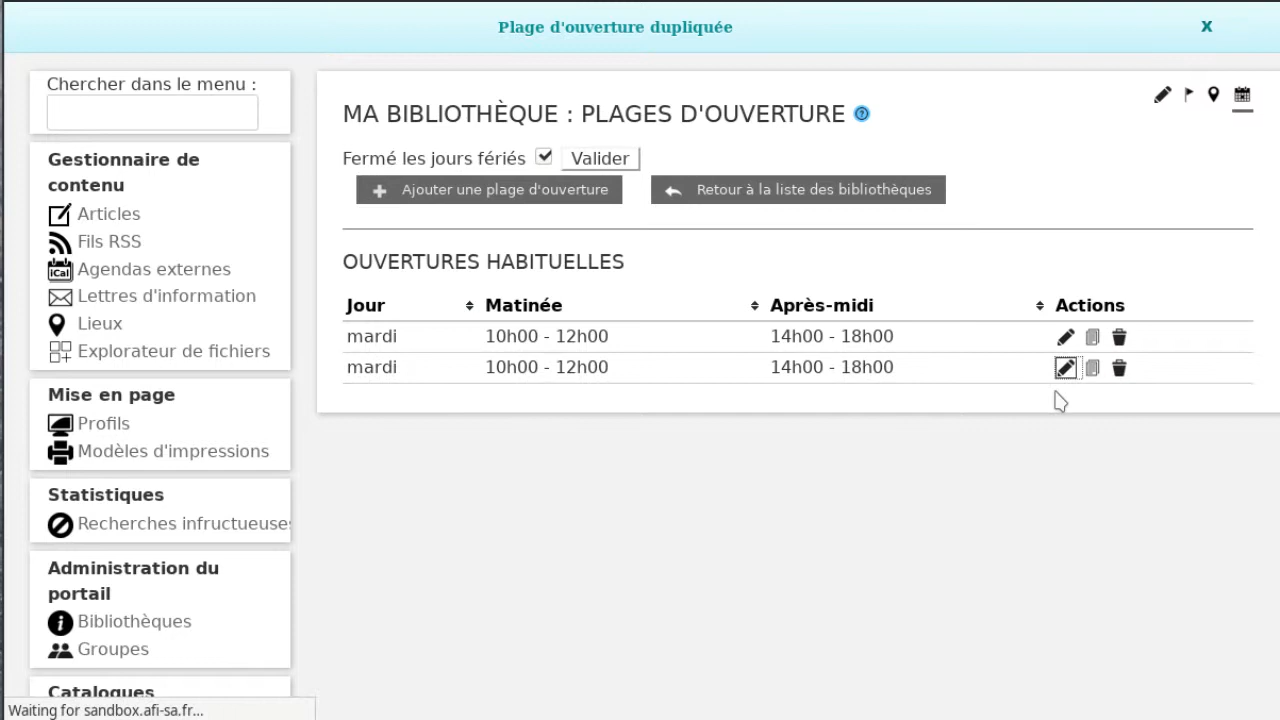 Plage d'ouverture dupliquée
X
Chercher dans le menu :
Gestionnaire de
contenu
Articles
Fils RSS
iCal
Agendas externes
Lettres d'information
Lieux
Explorateur de fichiers
Mise en page
Profils
Modèles d'impressions
Statistiques
Recherches infructueuses
Administration du
portail
Bibliothèques
Groupes
Catalogues
Waiting for sandbox.afi-sa.fr...
MA BIBLIOTHÈQUE : PLAGES D'OUVERTURE ?
Fermé les jours fériés Valider
Ajouter une plage d'ouverture Retour à la liste des bibliothèques
OUVERTURES HABITUELLES
Jour Matinée Après-midi Actions
mardi 10h00 - 12h00 14h00 - 18h00
mardi 10h00 - 12h00 14h00 - 18h00